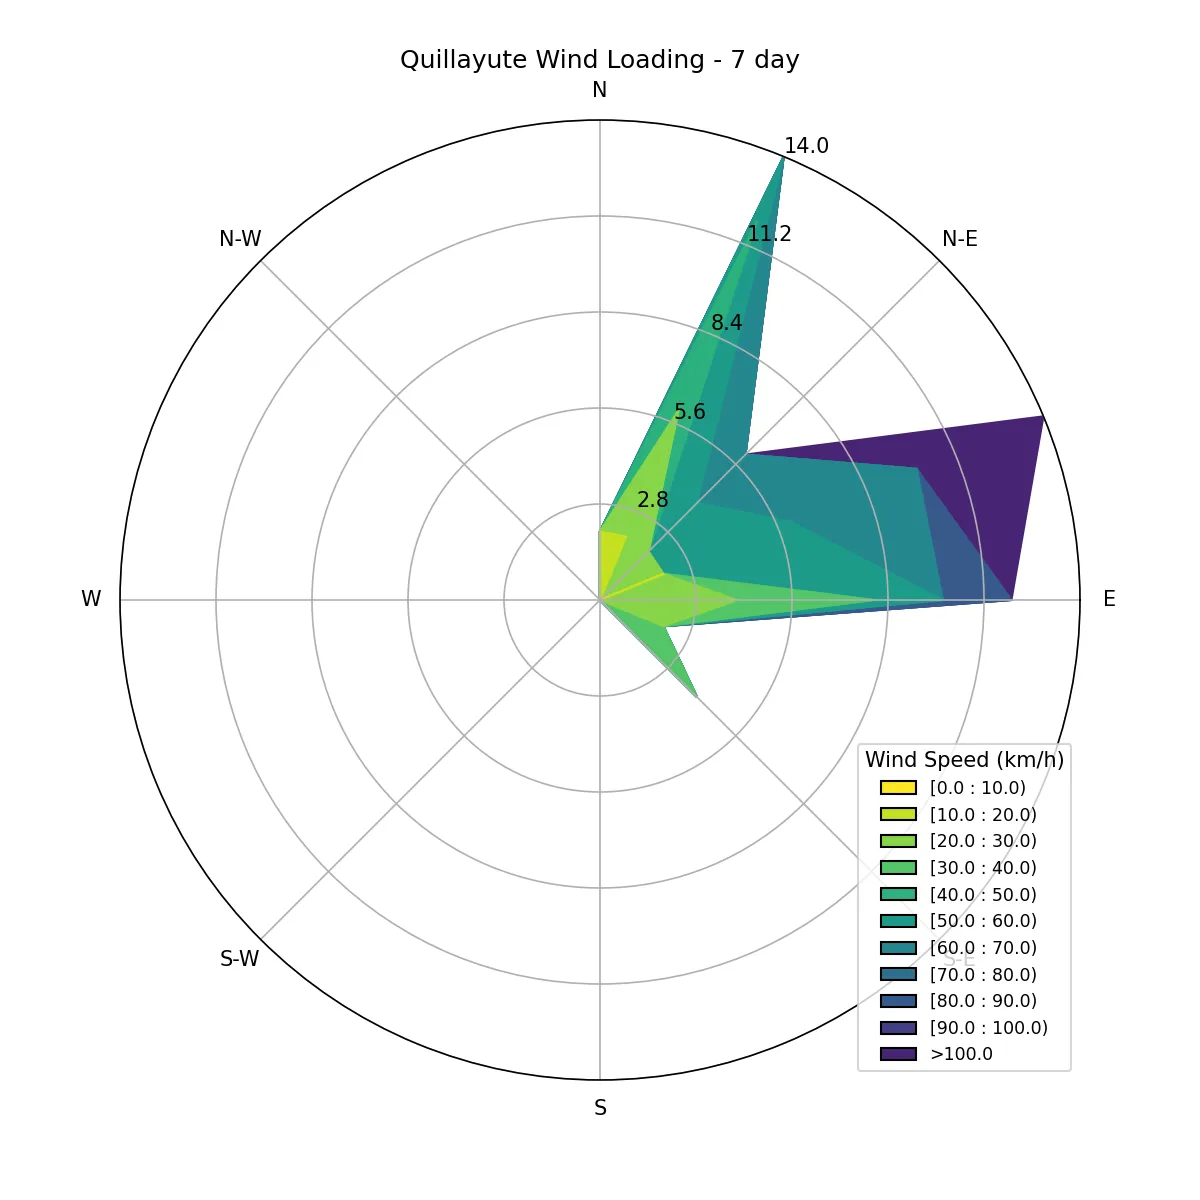 Quillayute Wind Loading - 7 day
N
14.0
N-W
11.2
N-E
8.4
5.6
2.8
W
E
Wind Speed (km/h)
[0.0 : 10.0)
[10.0 : 20.0)
[20.0 : 30.0)
[30.0 : 40.0)
[40.0 : 50.0)
[50.0 : 60.0)
[60.0 : 70.0)
[70.0 : 80.0)
[80.0 : 90.0)
[90.0 : 100.0)
>100.0
S-W
S-E
S